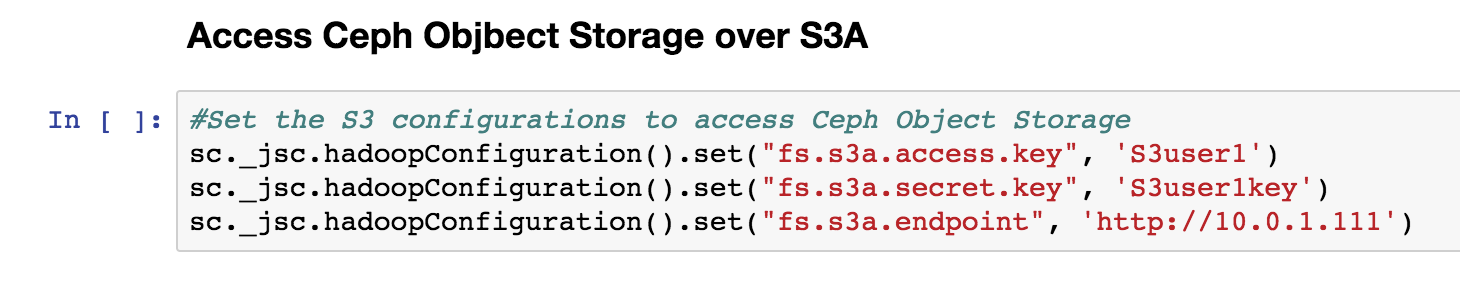 Access Ceph Objbect Storage over S3A
In [ ]: #Set the S3 configurations to access Ceph Object Storage
sc._jsc.hadoopConfiguration().set("fs.s3a.access.key", 'S3user1')
sc._jsc.hadoopConfiguration().set("fs.s3a.secret.key", 'S3user1key')
sc._jsc.hadoopConfiguration().set("fs.s3a.endpoint", 'http://10.0.1.111')